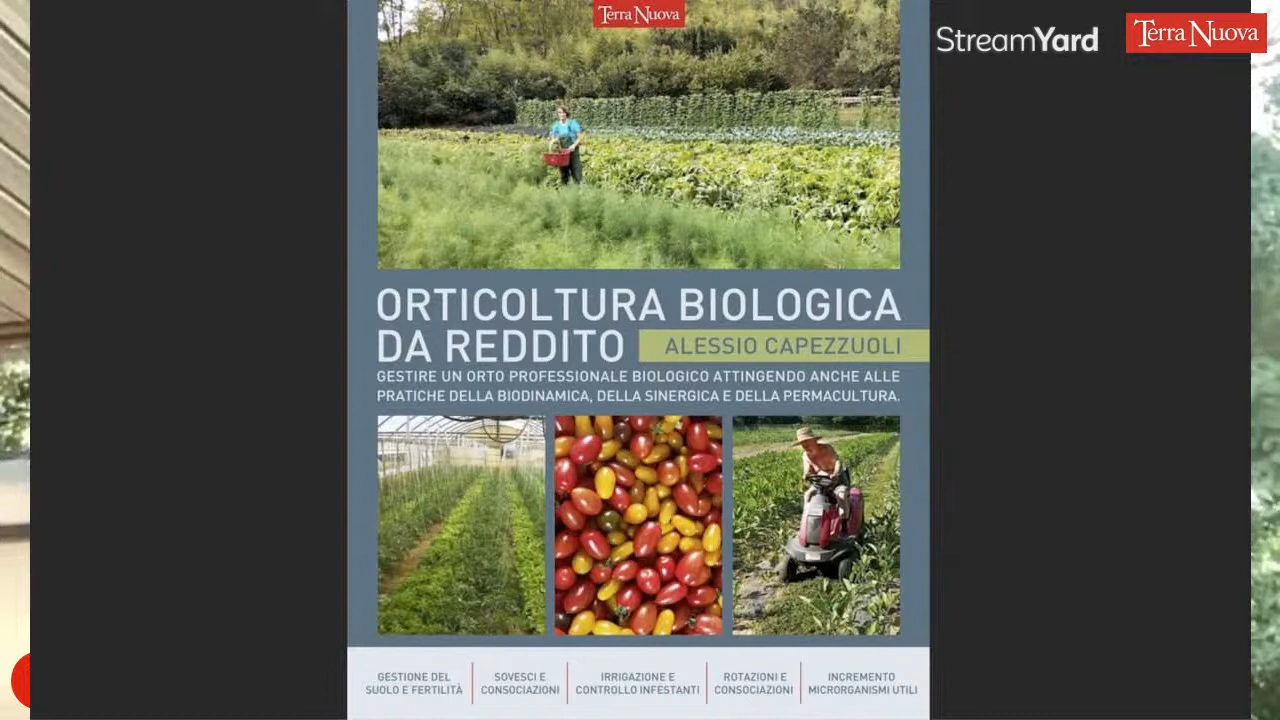 Terra Nuova
StreamYard
Terra Nuova
ORTICOLTURA BIOLOGICA
DA REDDITO
ALESSIO CAPEZZUOLI
GESTIRE UN ORTO PROFESSIONALE BIOLOGICO ATTINGENDO ANCHE ALLE
PRATICHE DELLA BIODINAMICA, DELLA SINERGICA E DELLA PERMACULTURA.
GESTIONE DEL
SUOLO E FERTILITÀ
SOVESCI E
CONSOCIAZIONI
IRRIGAZIONE E
CONTROLLO INFESTANTI
ROTAZIONI E
CONSOCIAZIONI
INCREMENTO
MICRORGANISMI UTILI